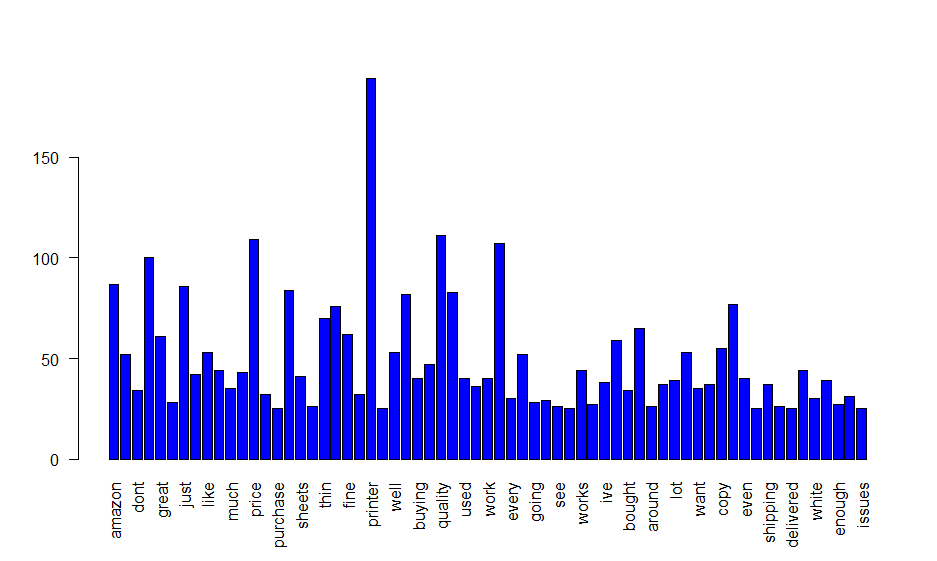 150
100
50
0
amazon
dont
great
just
like
much
price
purchase
sheets
thin
fine
printer
well
buying
quality
used
work
every
going
see
works
ive
bought
around
lot
want
copy
even
shipping
delivered
white
enough
issues